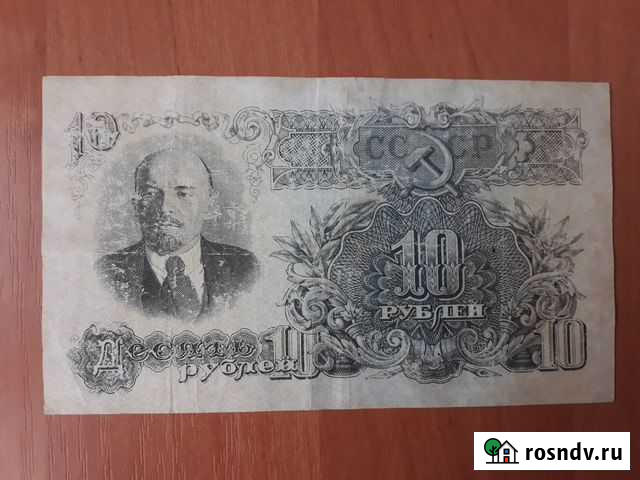 10
СССР
10
РУБЛЕЙ
Десять
рублей
10
10
rosndv.ru